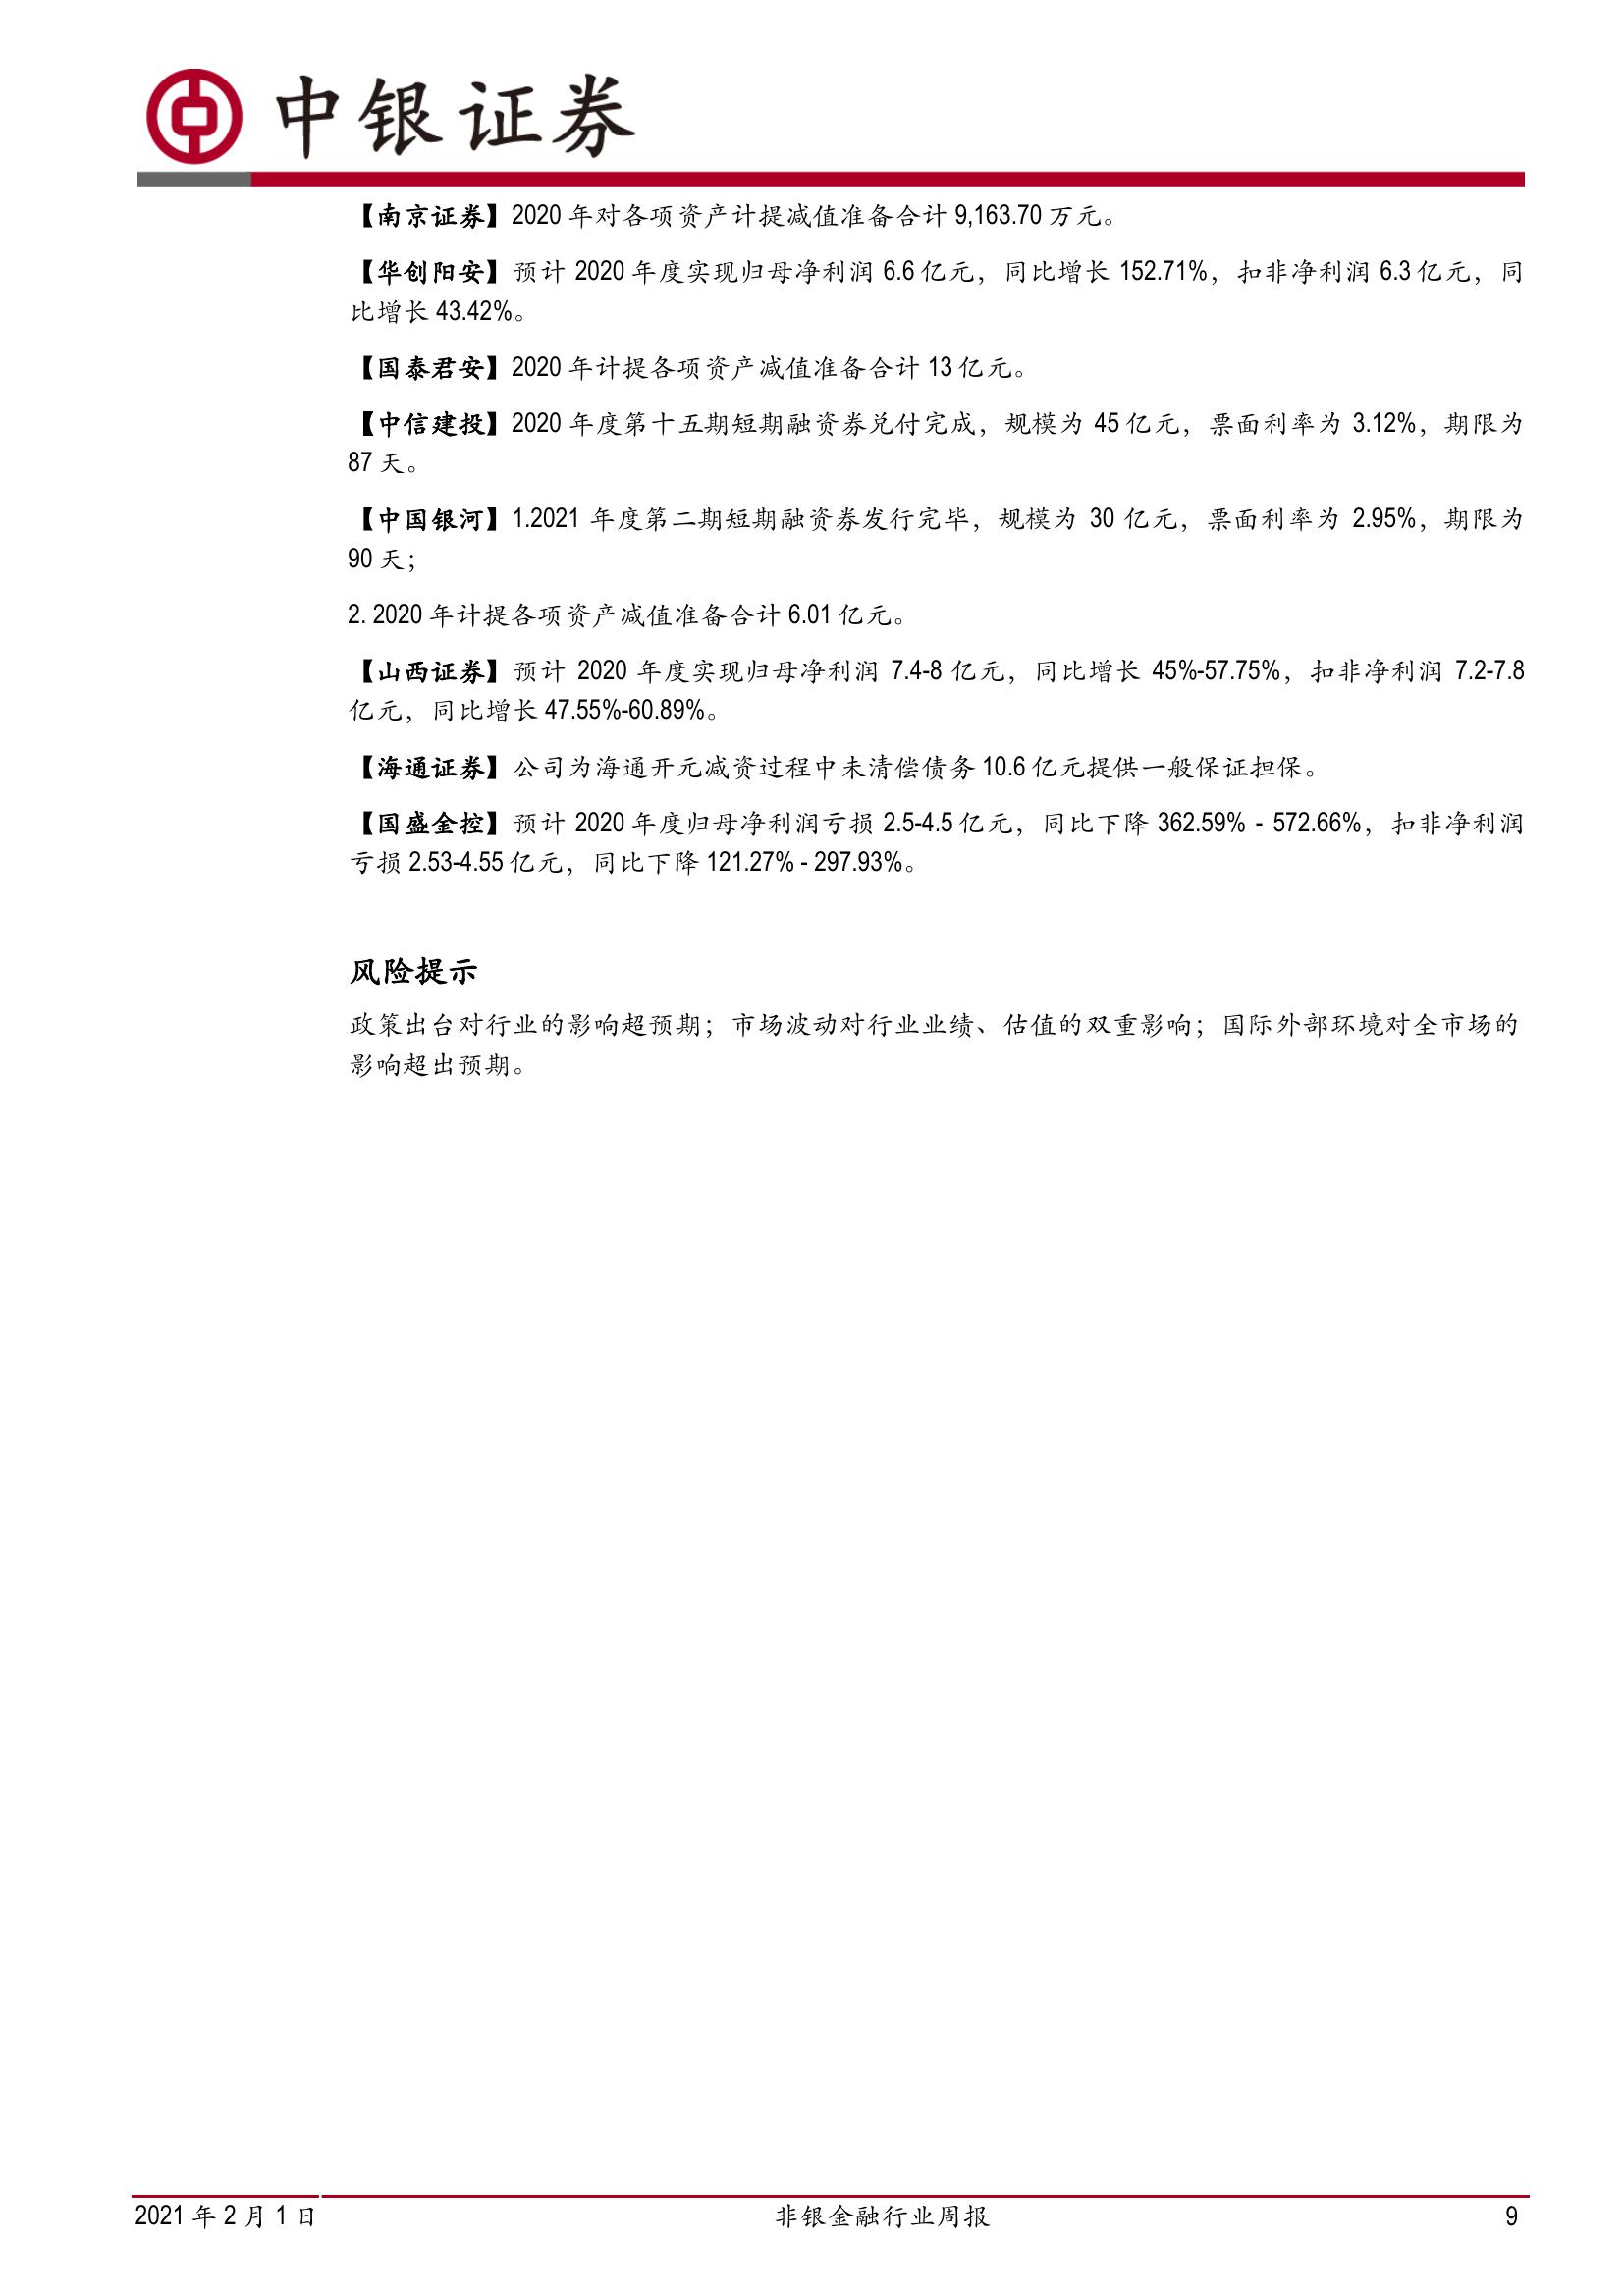 中银证券
【南京证券】2020 年对各项资产计提减值准备合计 9,163.70 万元。
【华创阳安】预计 2020 年度实现归母净利润 6.6 亿元，同比增长 152.71%，扣非净利润 6.3 亿元，同
比增长 43.42%。
【国泰君安】2020 年计提各项资产减值准备合计 13 亿元。
【中信建投】2020 年度第十五期短期融资券兑付完成，规模为 45 亿元，票面利率为 3.12%，期限为
87 天。
【中国银河】1.2021 年度第二期短期融资券发行完毕，规模为 30 亿元，票面利率为 2.95%，期限为
90 天；
2. 2020 年计提各项资产减值准备合计 6.01 亿元。
【山西证券】预计 2020 年度实现归母净利润 7.4-8 亿元，同比增长 45%-57.75%，扣非净利润 7.2-7.8
亿元，同比增长 47.55%-60.89%。
【海通证券】公司为海通开元减资过程中未清偿债务 10.6 亿元提供一般保证担保。
【国盛金控】预计 2020 年度归母净利润亏损 2.5-4.5 亿元，同比下降 362.59% - 572.66%，扣非净利润
亏损 2.53-4.55 亿元，同比下降 121.27% - 297.93%。
风险提示
政策出台对行业的影响超预期；市场波动对行业业绩、估值的双重影响；国际外部环境对全市场的
影响超出预期。
2021 年 2 月 1 日
非银金融行业周报
9